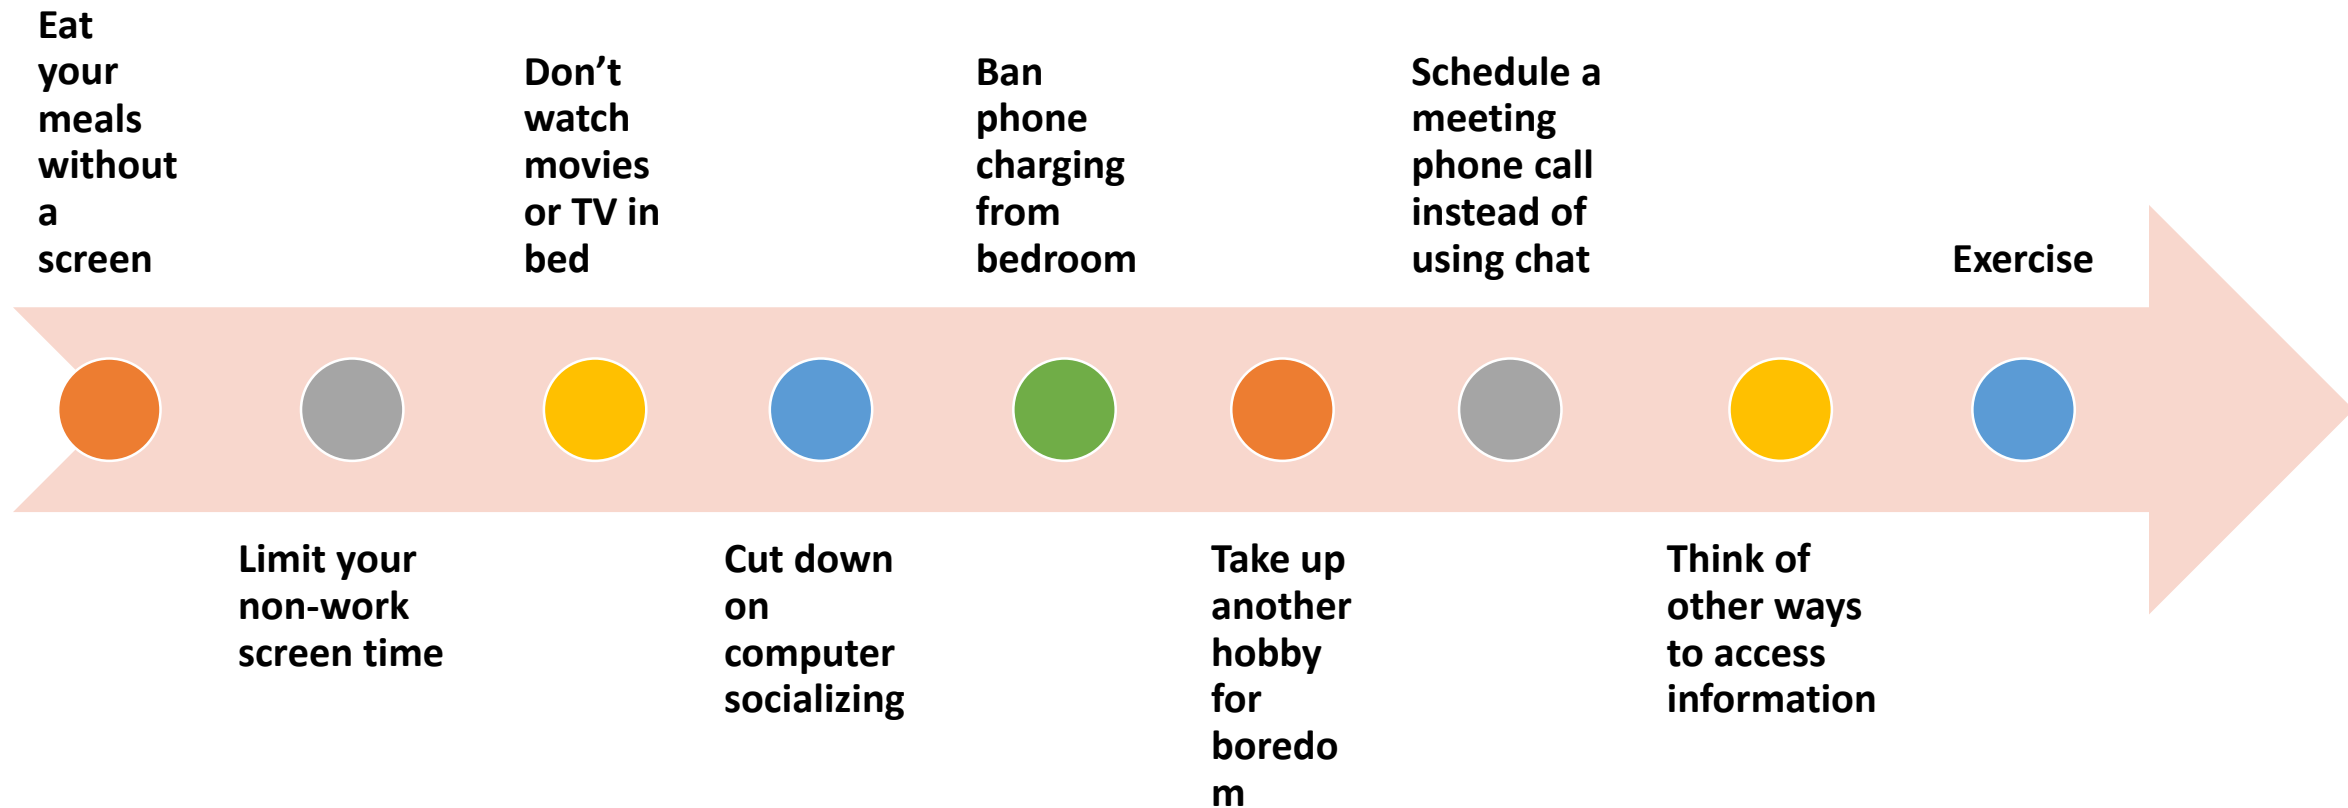 Eat
your
meals
without
a
screen
Limit your
non-work
screen time
Don’t
watch
movies
or TV in
bed
Cut down
on
computer
socializing
Ban
phone
charging
from
bedroom
Take up
another
hobby
for
boredo
m
Schedule a
meeting
phone call
instead of
using chat
Think of
other ways
to access
information
Exercise